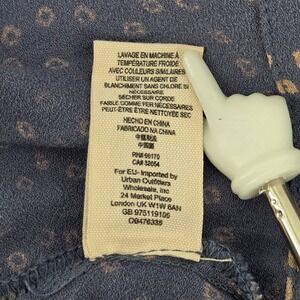 LAVAGE EN MACHINE À
TEMPÉRATURE FROIDE
AVEC COULEURS SIMILAIRES
UTILISER UN AGENT DE
BLANCHIMENT SANS CHLORE SI
NÉCESSAIRE
SÉCHER SUR CORDE
FAIBLE COMME FER NÉCESSAIRES
PEUT-ÊTRE ÊTRE NETTOYÉE SEC
HECHO EN CHINA
FABRICADO NA CHINA
中國製造
中国製
RN# 66170
CA# 32054
For EU- Imported by
Urban Outfitters
Wholesale, Inc
24 Market Place
London UK W1W 8AN
GB 975119106
OB476335